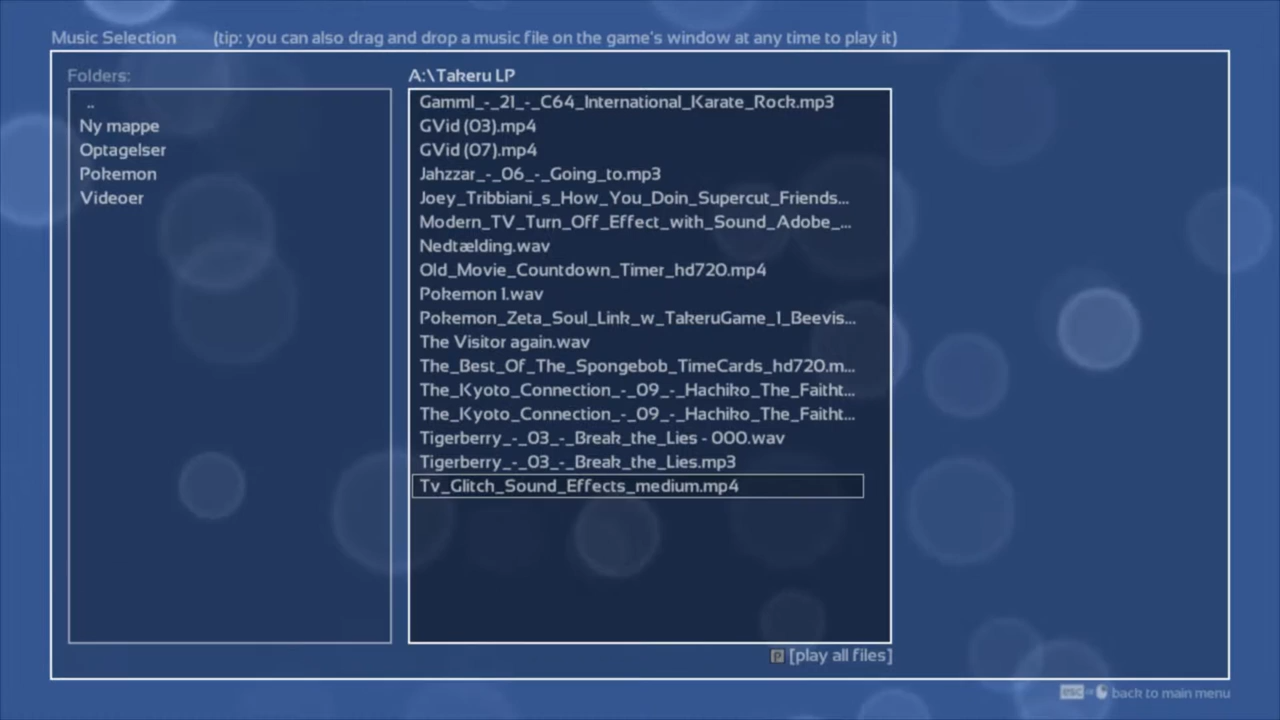 Music Selection (tip: you can also drag and drop a music file on the game's window at any time to play it)
Folders:
..
Ny mappe
Optagelser
Pokemon
Videoer
A:\Takeru LP
Gamml_-_21_-_C64_International_Karate_Rock.mp3
GVid (03).mp4
GVid (07).mp4
Jahzzar_-_06_-_Going_to.mp3
Joey_Tribbiani_s_How_You_Doin_Supercut_Friends...
Modern_TV_Turn_Off_Effect_with_Sound_Adobe_...
Nedtælding.wav
Old_Movie_Countdown_Timer_hd720.mp4
Pokemon 1.wav
Pokemon_Zeta_Soul_Link_w_TakeruGame_1_Beevis...
The Visitor again.wav
The_Best_Of_The_Spongebob_TimeCards_hd720.m...
The_Kyoto_Connection_-_09_-_Hachiko_The_Faitht...
The_Kyoto_Connection_-_09_-_Hachiko_The_Faitht...
Tigerberry_-_03_-_Break_the_Lies - 000.wav
Tigerberry_-_03_-_Break_the_Lies.mp3
Tv_Glitch_Sound_Effects_medium.mp4
P [play all files]
esc or back to main menu